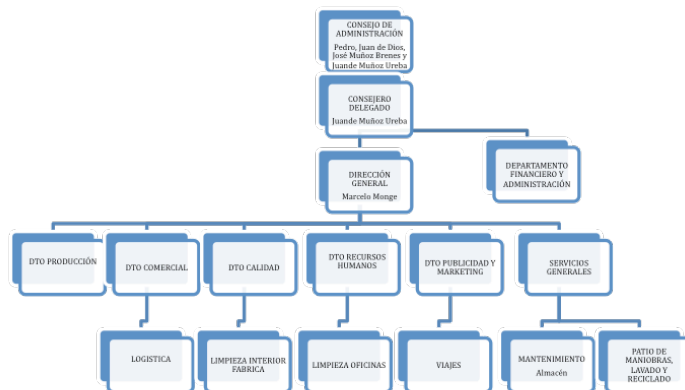 CONSEJO DE
ADMINISTRACIÓN
Pedro, Juan de Dios,
José Muñoz Brenes y
Juande Muñoz Ureba
CONSEJERO
DELEGADO
Juande Muñoz Ureba
DEPARTAMENTO
FINANCIERO Y
ADMINISTRACIÓN
DIRECCIÓN
GENERAL
Marcelo Monge
DTO PRODUCCIÓN
DTO COMERCIAL
DTO CALIDAD
DTO RECURSOS
HUMANOS
DTO PUBLICIDAD Y
MARKETING
SERVICIOS
GENERALES
LOGISTICA
LIMPIEZA INTERIOR
FABRICA
LIMPIEZA OFICINAS
VIAJES
MANTENIMIENTO
Almacén
PATIO DE
MANIOBRAS,
LAVADO Y
RECICLADO